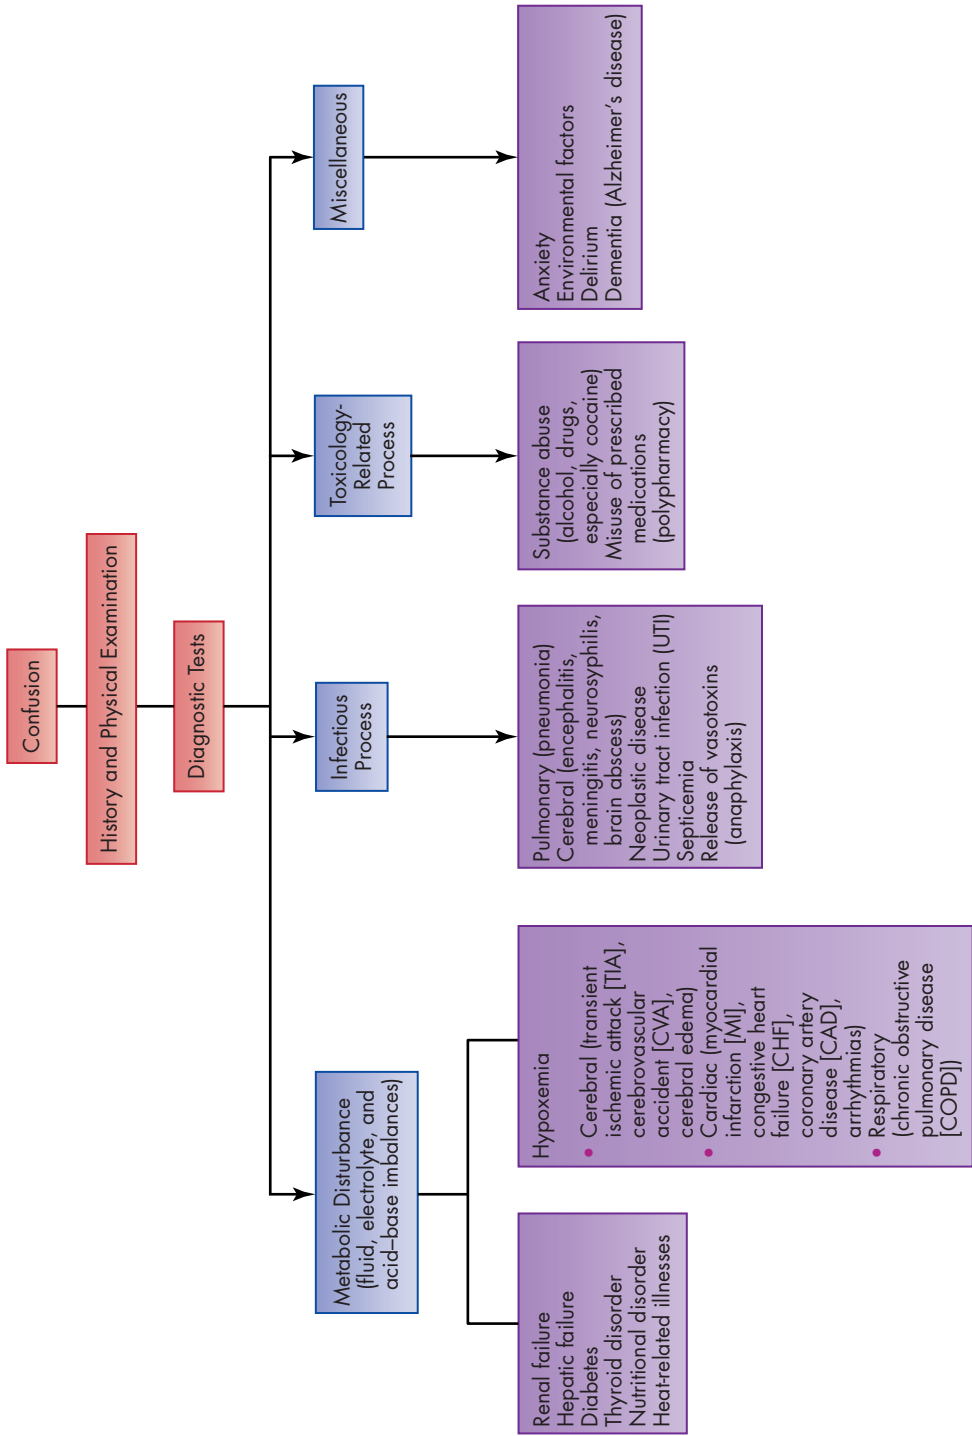 Confusion
History and Physical Examination
Diagnostic Tests
Metabolic Disturbance
(fluid, electrolyte, and
acid–base imbalances)
Infectious
Process
Toxicology-
Related
Process
Miscellaneous
Renal failure
Hepatic failure
Diabetes
Thyroid disorder
Nutritional disorder
Heat-related illnesses
Hypoxemia
• Cerebral (transient
ischemic attack [TIA],
cerebrovascular
accident [CVA],
cerebral edema)
• Cardiac (myocardial
infarction [MI],
congestive heart
failure [CHF],
coronary artery
disease [CAD],
arrhythmias)
• Respiratory
(chronic obstructive
pulmonary disease
[COPD])
Pulmonary (pneumonia)
Cerebral (encephalitis,
meningitis, neurosyphilis,
brain abscess)
Neoplastic disease
Urinary tract infection (UTI)
Septicemia
Release of vasotoxins
(anaphylaxis)
Substance abuse
(alcohol, drugs,
especially cocaine)
Misuse of prescribed
medications
(polypharmacy)
Anxiety
Environmental factors
Delirium
Dementia (Alzheimer's disease)